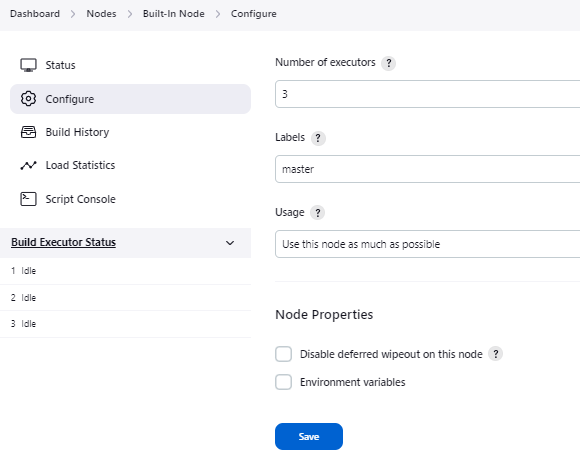 Dashboard > Nodes > Built-In Node > Configure
Status
Configure
Build History
Load Statistics
Script Console
Build Executor Status
1 Idle
2 Idle
3 Idle
Number of executors ?
3
Labels ?
master
Usage ?
Use this node as much as possible
Node Properties
Disable deferred wipeout on this node ?
Environment variables
Save